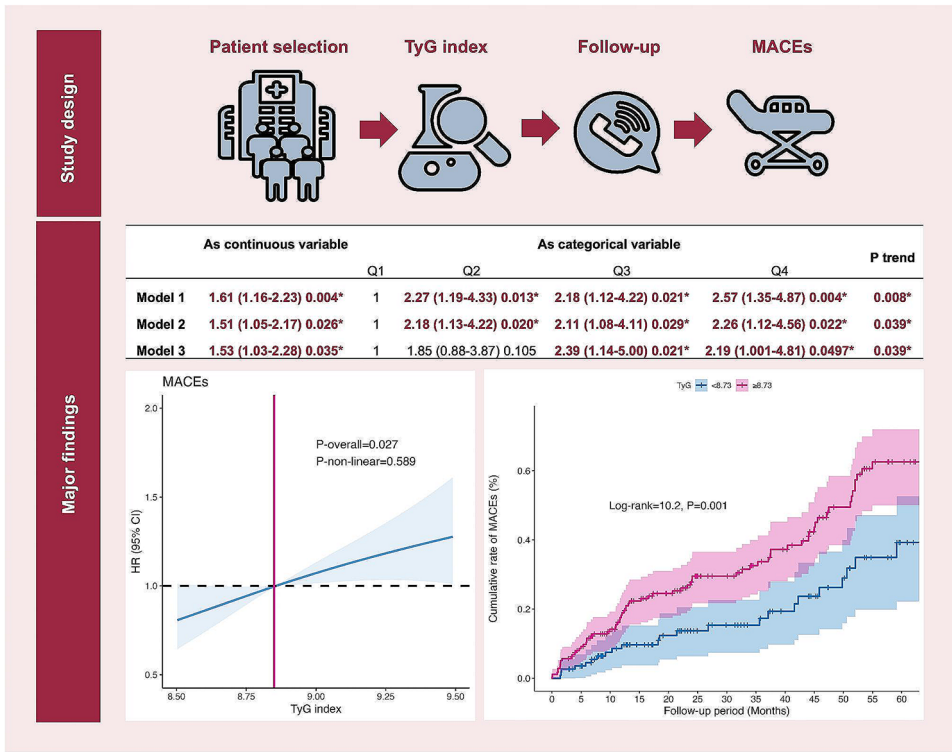 Study design
Patient selection
TyG index
Follow-up
MACEs
Major findings
As continuous variable As categorical variable P trend
Q1 Q2 Q3 Q4
Model 1 1.61 (1.16-2.23) 0.004* 1 2.27 (1.19-4.33) 0.013* 2.18 (1.12-4.22) 0.021* 2.57 (1.35-4.87) 0.004* 0.008*
Model 2 1.51 (1.05-2.17) 0.026* 1 2.18 (1.13-4.22) 0.020* 2.11 (1.08-4.11) 0.029* 2.26 (1.12-4.56) 0.022* 0.039*
Model 3 1.53 (1.03-2.28) 0.035* 1 1.85 (0.88-3.87) 0.105 2.39 (1.14-5.00) 0.021* 2.19 (1.001-4.81) 0.0497* 0.039*
MACEs
P-overall=0.027
P-non-linear=0.589
HR (95% CI)
2.0
1.5
1.0
0.5
8.50 8.75 9.00 9.25 9.50
TyG index
TyG <8.73 ≥8.73
Log-rank=10.2, P=0.001
Cumulative rate of MACEs (%)
0.6
0.4
0.2
0.0
0 5 10 15 20 25 30 35 40 45 50 55 60
Follow-up period (Months)